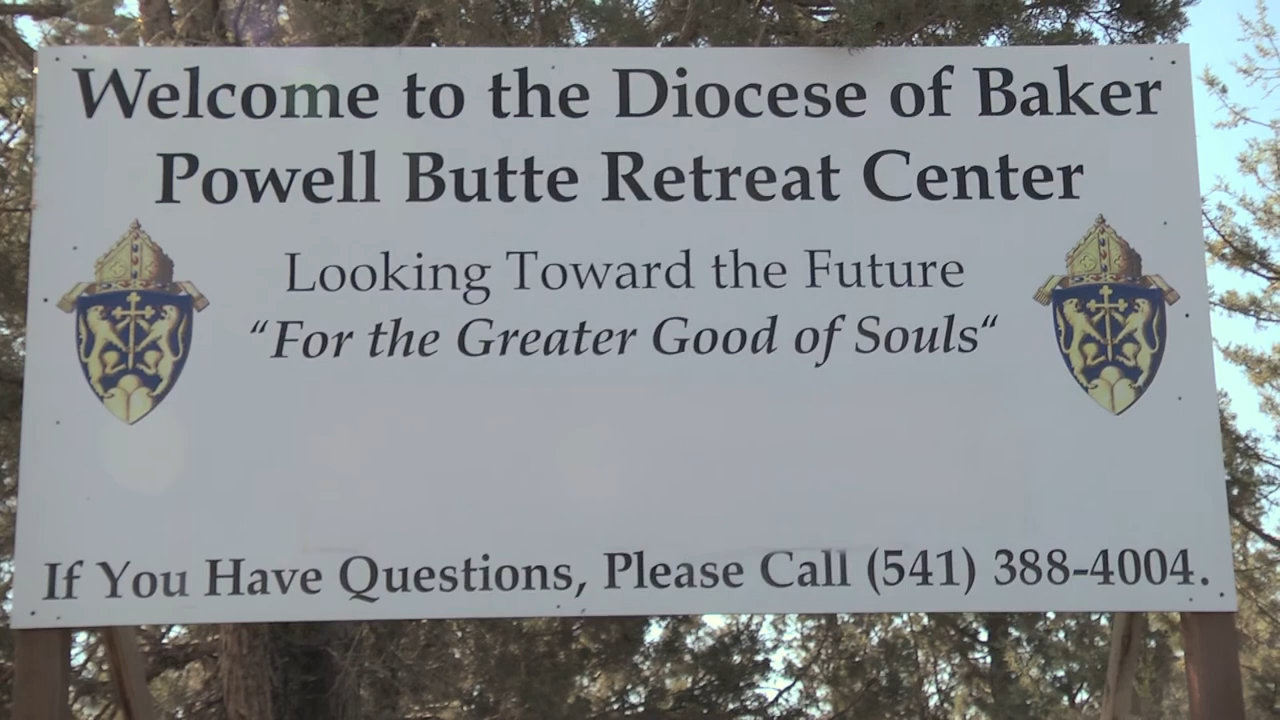 Welcome to the Diocese of Baker
Powell Butte Retreat Center
Looking Toward the Future
“For the Greater Good of Souls“
If You Have Questions, Please Call (541) 388-4004.